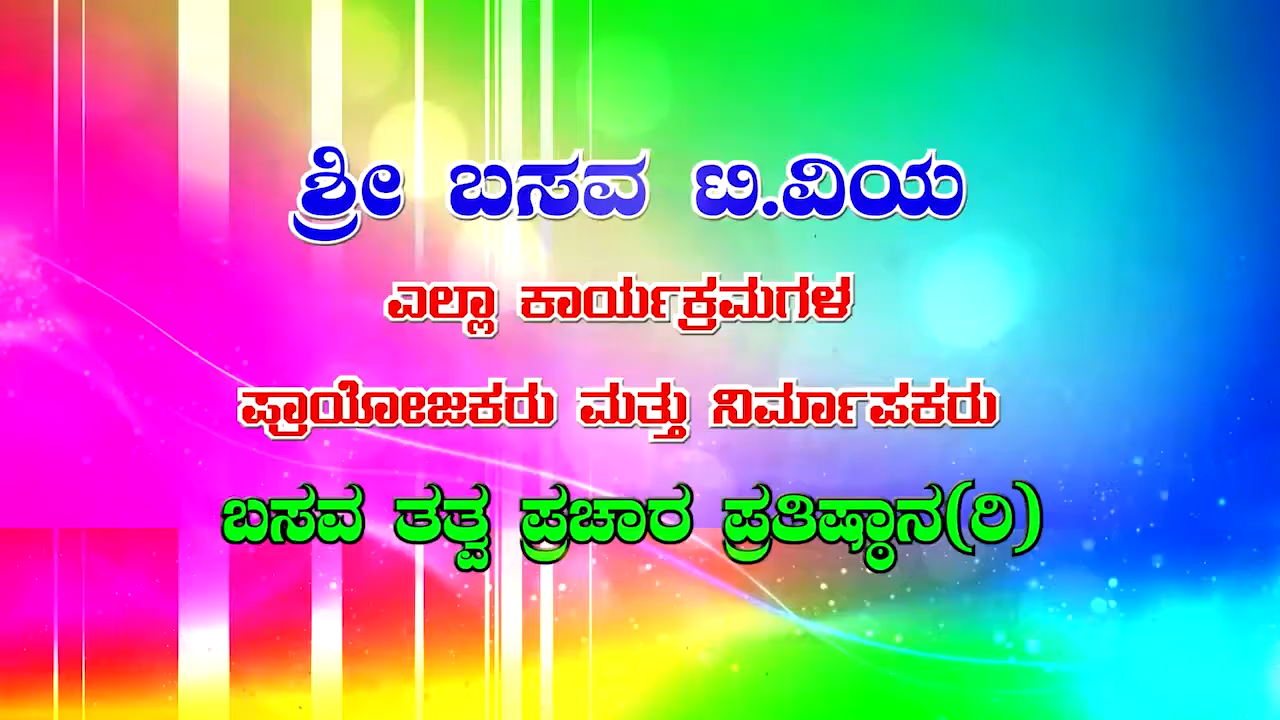 ಶ್ರೀ ಬಸವ ಟಿ.ವಿಯ
ಎಲ್ಲಾ ಕಾರ್ಯಕ್ರಮಗಳ
ಪ್ರಾಯೋಜಕರು ಮತ್ತು ನಿರ್ಮಾಪಕರು
ಬಸವ ತತ್ವ ಪ್ರಚಾರ ಪ್ರತಿಷ್ಠಾನ(ರಿ)